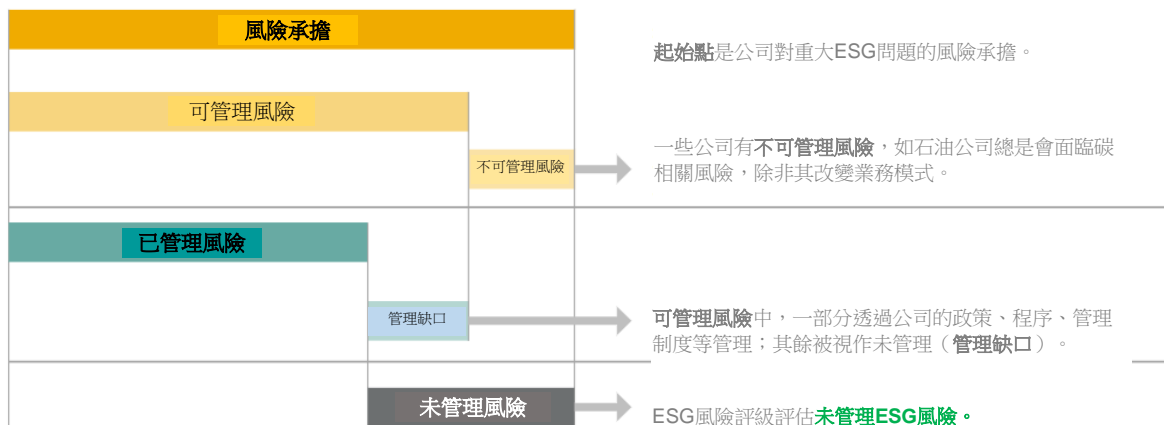 風險承擔
起始點是公司對重大ESG問題的風險承擔。
可管理風險
不可管理風險
一些公司有不可管理風險，如石油公司總是會面臨碳
相關風險，除非其改變業務模式。
已管理風險
管理缺口
可管理風險中，一部分透過公司的政策、程序、管理
制度等管理；其餘被視作未管理（管理缺口）。
未管理風險
ESG風險評級評估未管理ESG風險。